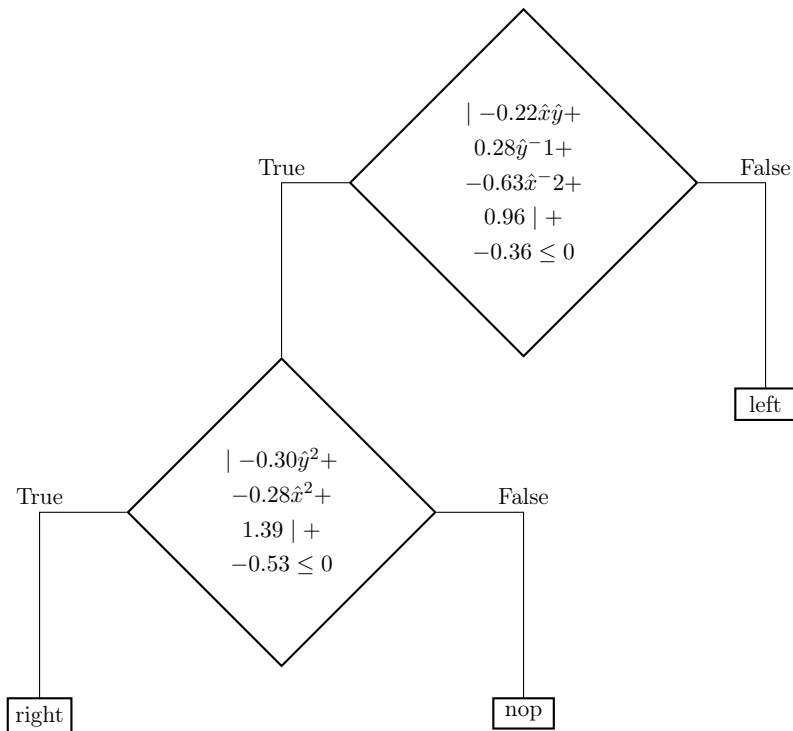 | −0.22x̂ŷ+
0.28ŷ⁻1+
−0.63x̂⁻2+
0.96 | +
−0.36 ≤ 0
True
False
left
| −0.30ŷ²+
−0.28x̂²+
1.39 | +
−0.53 ≤ 0
True
False
right
nop